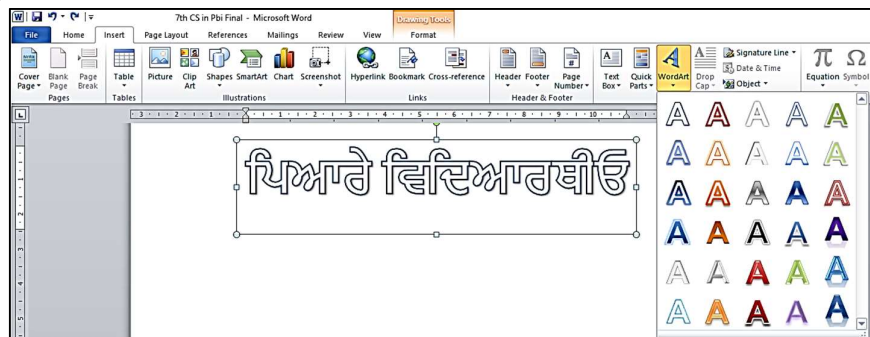 W
7th CS in Pbi Final - Microsoft Word
Drawing Tools
File Home Insert Page Layout References Mailings Review View Format
Cover Page Blank Page Page Break Table Picture Clip Art Shapes SmartArt Chart Screenshot Hyperlink Bookmark Cross-reference Header Footer Page Number Text Box Quick Parts WordArt Drop Cap Signature Line Date & Time Object Equation Symbol
Pages Tables Illustrations Links Header & Footer
ਪਿਆਰੇ ਵਿਦਿਆਰਥੀਓ